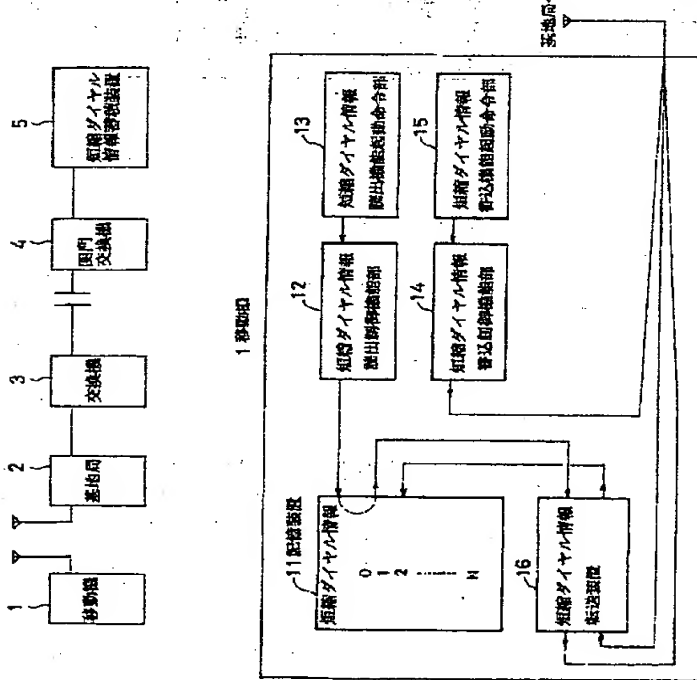 1
移動機
2
基地局
3
交換機
4
関門
交換機
5
短縮ダイヤル
情報蓄積装置
1 移動機
11 記憶装置
短縮ダイヤル情報
0
1
2
N
12
短縮ダイヤル情報
読出制御機能部
13
短縮ダイヤル情報
読出機能起動命令部
14
短縮ダイヤル情報
書込制御機能部
15
短縮ダイヤル情報
書込機能起動命令部
16
短縮ダイヤル情報
転送装置
基地局へ